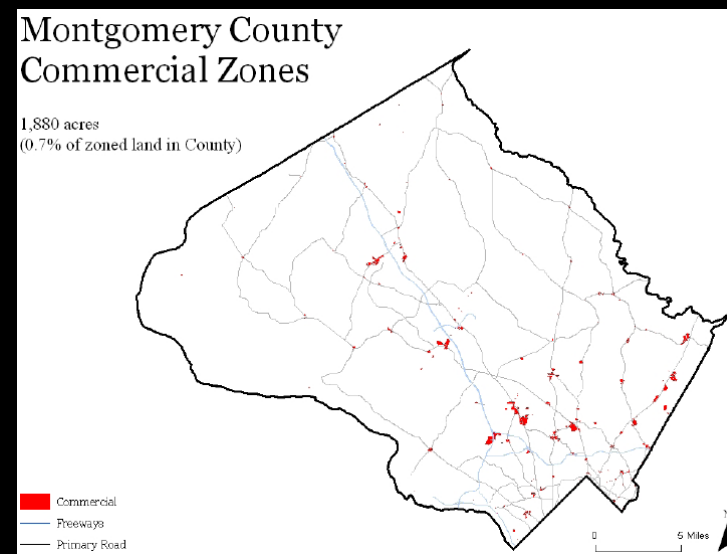 Montgomery County
Commercial Zones
1,880 acres
(0.7% of zoned land in County)
Commercial
Freeways
Primary Road
0 5 Miles